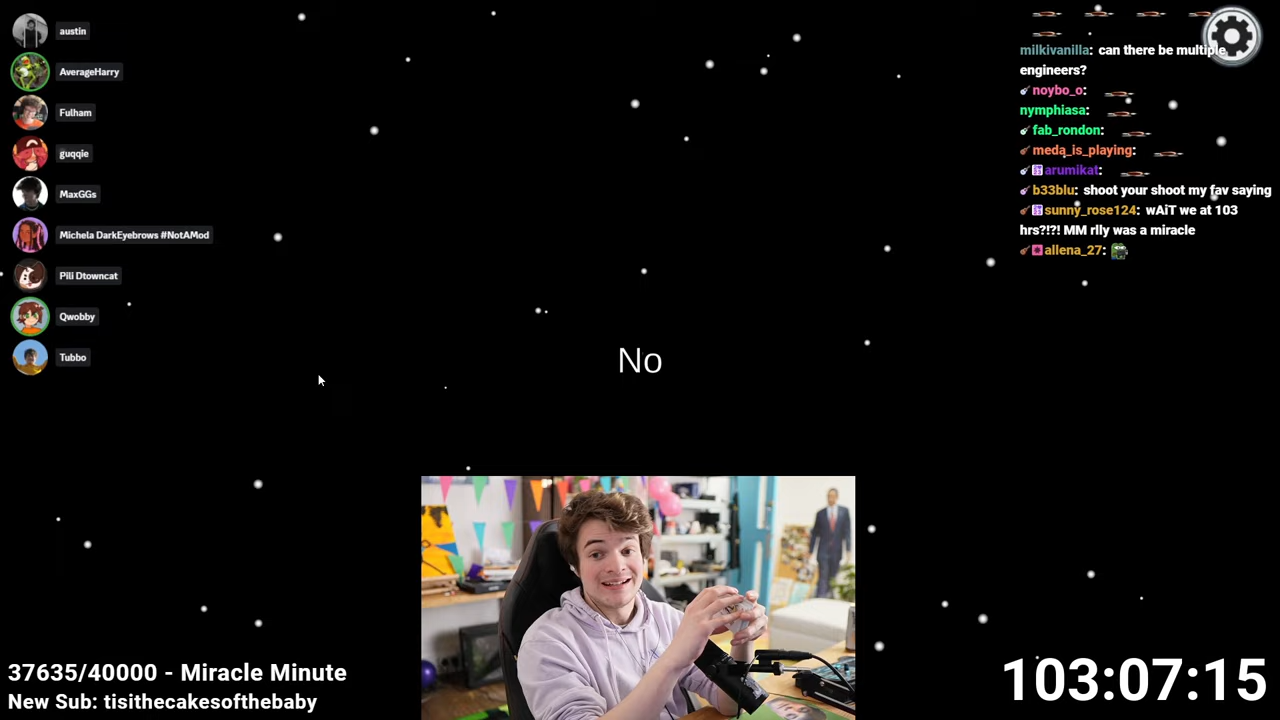 austin
AverageHarry
Fulham
guqqie
MaxGGs
Michela DarkEyebrows #NotAMod
Pili Dtowncat
Qwobby
Tubbo
milkivanilla: can there be multiple
engineers?
noybo_o:
nymphiasa:
fab_rondon:
meda_is_playing:
arumikat:
b33blu: shoot your shoot my fav saying
sunny_rose124: wAiT we at 103
hrs?!?! MM rlly was a miracle
allena_27:
No
37635/40000 - Miracle Minute
New Sub: tisithecakesofthebaby
103:07:15